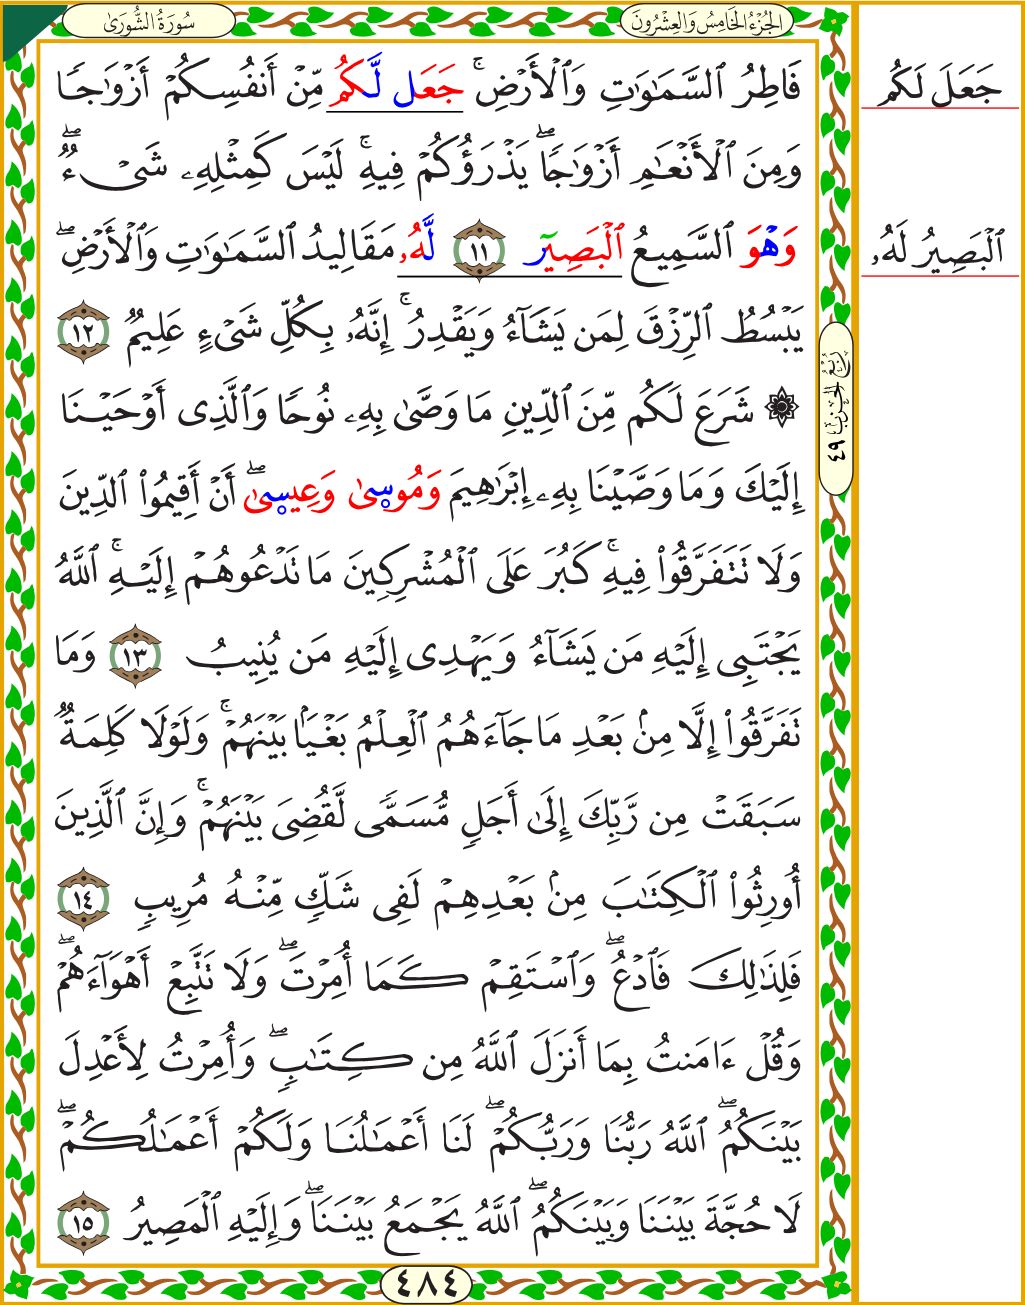 الجُزْءُ الخَامِسُ وَالعِشْرُونَ
سُورَةُ الشُّورَىٰ
فَاطِرُ ٱلسَّمَٰوَٰتِ وَٱلْأَرْضِۚ جَعَل لَّكُم مِّنْ أَنفُسِكُمْ أَزْوَٰجًا
وَمِنَ ٱلْأَنْعَٰمِ أَزْوَٰجًاۖ يَذْرَؤُكُمْ فِيهِۚ لَيْسَ كَمِثْلِهِۦ شَىْءٌۖ
وَهْوَ ٱلسَّمِيعُ ٱلْبَصِير ١١ لَّهُۥ مَقَالِيدُ ٱلسَّمَٰوَٰتِ وَٱلْأَرْضِۖ
يَبْسُطُ ٱلرِّزْقَ لِمَن يَشَآءُ وَيَقْدِرُۚ إِنَّهُۥ بِكُلِّ شَىْءٍ عَلِيمٌ ١٢
۞ شَرَعَ لَكُم مِّنَ ٱلدِّينِ مَا وَصَّىٰ بِهِۦ نُوحًا وَٱلَّذِى أَوْحَيْنَا
إِلَيْكَ وَمَا وَصَّيْنَا بِهِۦ إِبْرَٰهِيمَ وَمُوسىٰ وَعِيسىٰۖ أَنْ أَقِيمُوا۟ ٱلدِّينَ
وَلَا تَتَفَرَّقُوا۟ فِيهِۚ كَبُرَ عَلَى ٱلْمُشْرِكِينَ مَا تَدْعُوهُمْ إِلَيْهِۚ ٱللَّهُ
يَجْتَبِى إِلَيْهِ مَن يَشَآءُ وَيَهْدِى إِلَيْهِ مَن يُنِيبُ ١٣ وَمَا
تَفَرَّقُوا۟ إِلَّا مِنۢ بَعْدِ مَا جَآءَهُمُ ٱلْعِلْمُ بَغْيَۢا بَيْنَهُمْۚ وَلَوْلَا كَلِمَةٌ
سَبَقَتْ مِن رَّبِّكَ إِلَىٰٓ أَجَلٍ مُّسَمًّى لَّقُضِىَ بَيْنَهُمْۚ وَإِنَّ ٱلَّذِينَ
أُورِثُوا۟ ٱلْكِتَٰبَ مِنۢ بَعْدِهِمْ لَفِى شَكٍّ مِّنْهُ مُرِيبٍ ١٤
فَلِذَٰلِكَ فَٱدْعُۖ وَٱسْتَقِمْ كَمَآ أُمِرْتَۖ وَلَا تَتَّبِعْ أَهْوَآءَهُمْۖ
وَقُلْ ءَامَنتُ بِمَآ أَنزَلَ ٱللَّهُ مِن كِتَٰبٍۖ وَأُمِرْتُ لِأَعْدِلَ
بَيْنَكُمُۖ ٱللَّهُ رَبُّنَا وَرَبُّكُمْۖ لَنَآ أَعْمَٰلُنَا وَلَكُمْ أَعْمَٰلُكُمْۖ
لَا حُجَّةَ بَيْنَنَا وَبَيْنَكُمُۖ ٱللَّهُ يَجْمَعُ بَيْنَنَاۖ وَإِلَيْهِ ٱلْمَصِيرُ ١٥
٤٨٤
رُبْعُ الحِزْبِ ٤٩
جَعَلَ لَكُم
ٱلْبَصِيرُ لَهُۥ